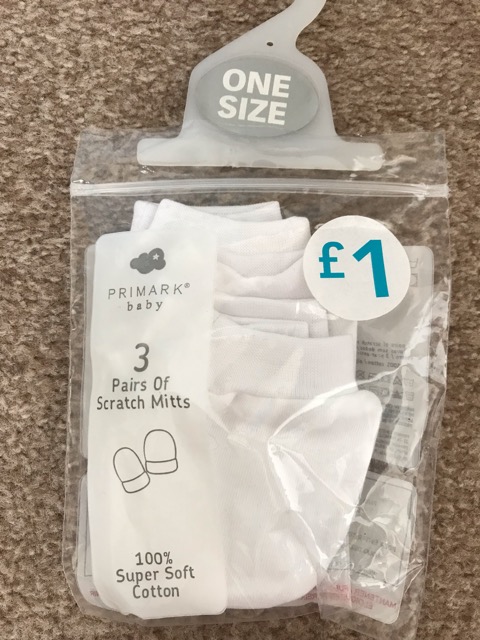 ONE
SIZE
£1
PRIMARK®
baby
3
Pairs Of
Scratch Mitts
100%
Super Soft
Cotton